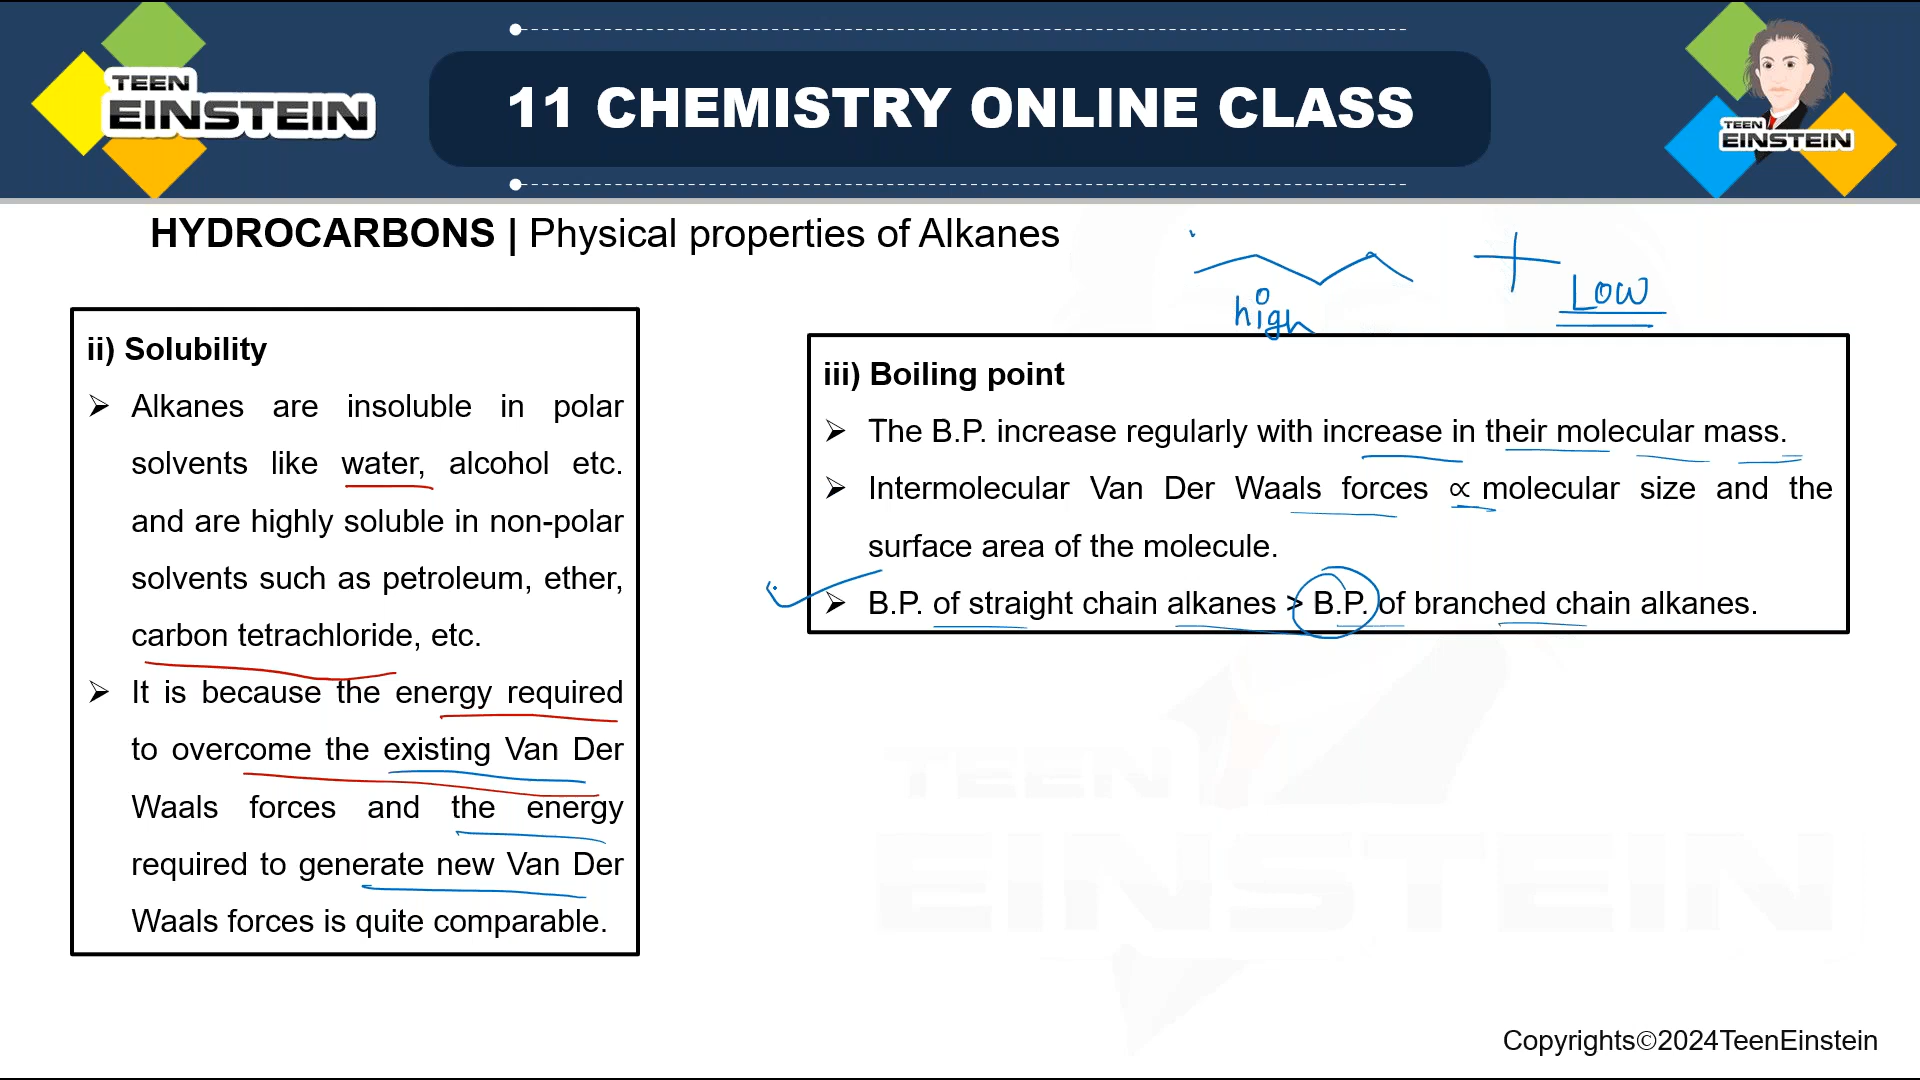 TEEN
EINSTEIN
11 CHEMISTRY ONLINE CLASS
TEEN
EINSTEIN
HYDROCARBONS | Physical properties of Alkanes
high
Low
ii) Solubility
➢ Alkanes are insoluble in polar
solvents like water, alcohol etc.
and are highly soluble in non-polar
solvents such as petroleum, ether,
carbon tetrachloride, etc.
➢ It is because the energy required
to overcome the existing Van Der
Waals forces and the energy
required to generate new Van Der
Waals forces is quite comparable.
iii) Boiling point
➢ The B.P. increase regularly with increase in their molecular mass.
➢ Intermolecular Van Der Waals forces ∝ molecular size and the
surface area of the molecule.
➢ B.P. of straight chain alkanes > B.P. of branched chain alkanes.
TEEN
EINSTEIN
Copyrights©2024TeenEinstein